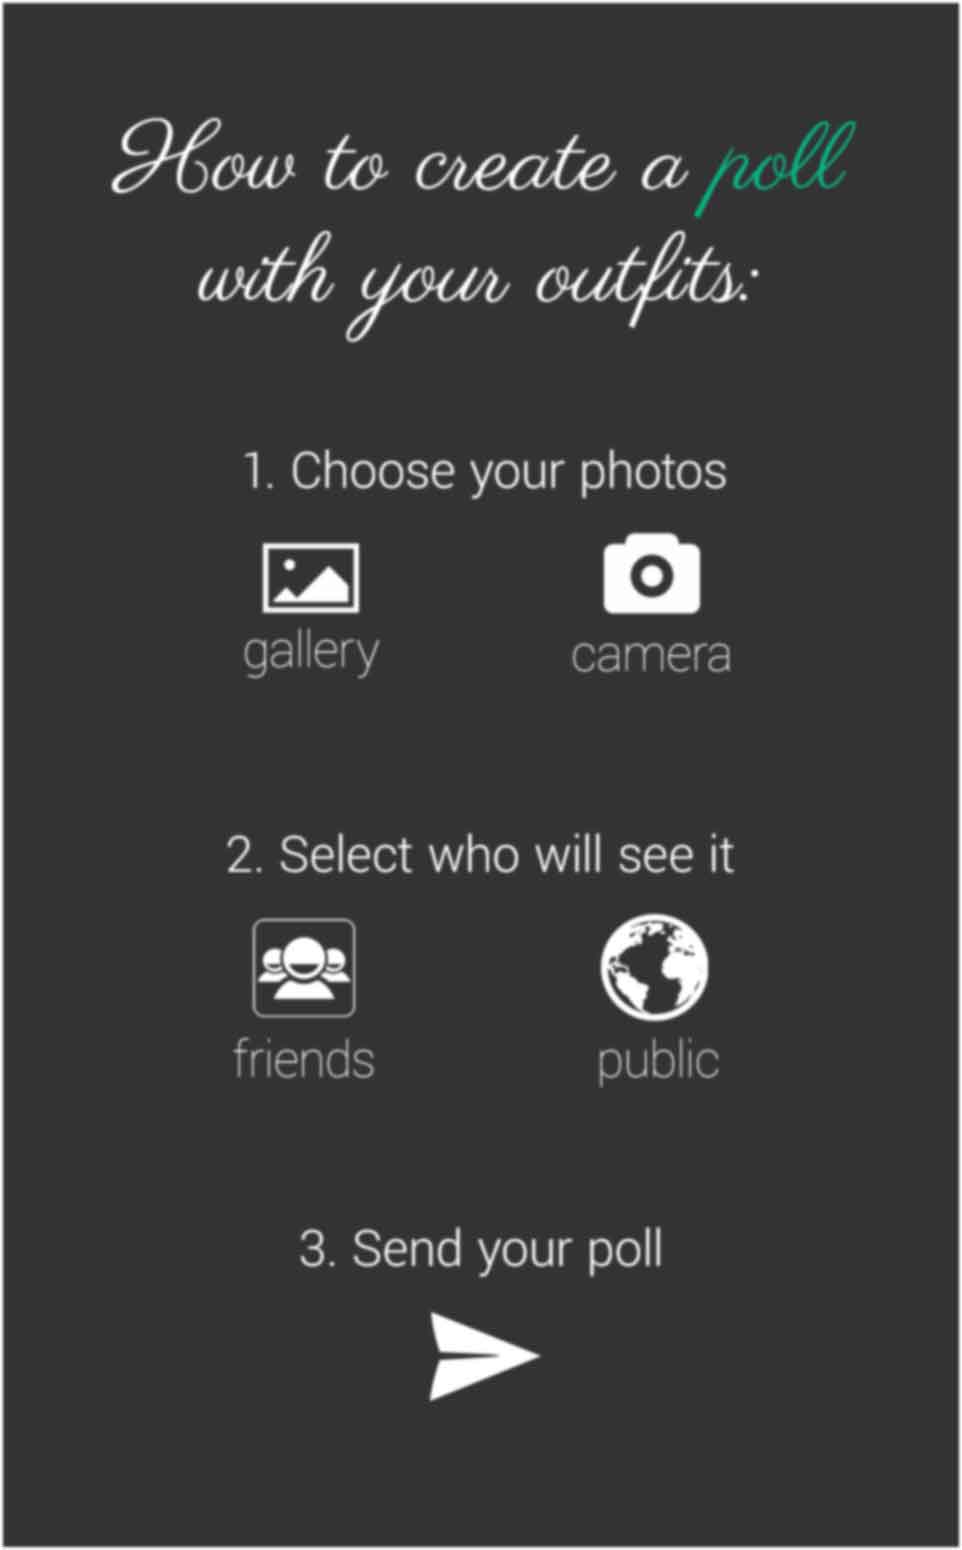 How to create a poll
with your outfits:
1. Choose your photos
gallery
camera
2. Select who will see it
friends
public
3. Send your poll